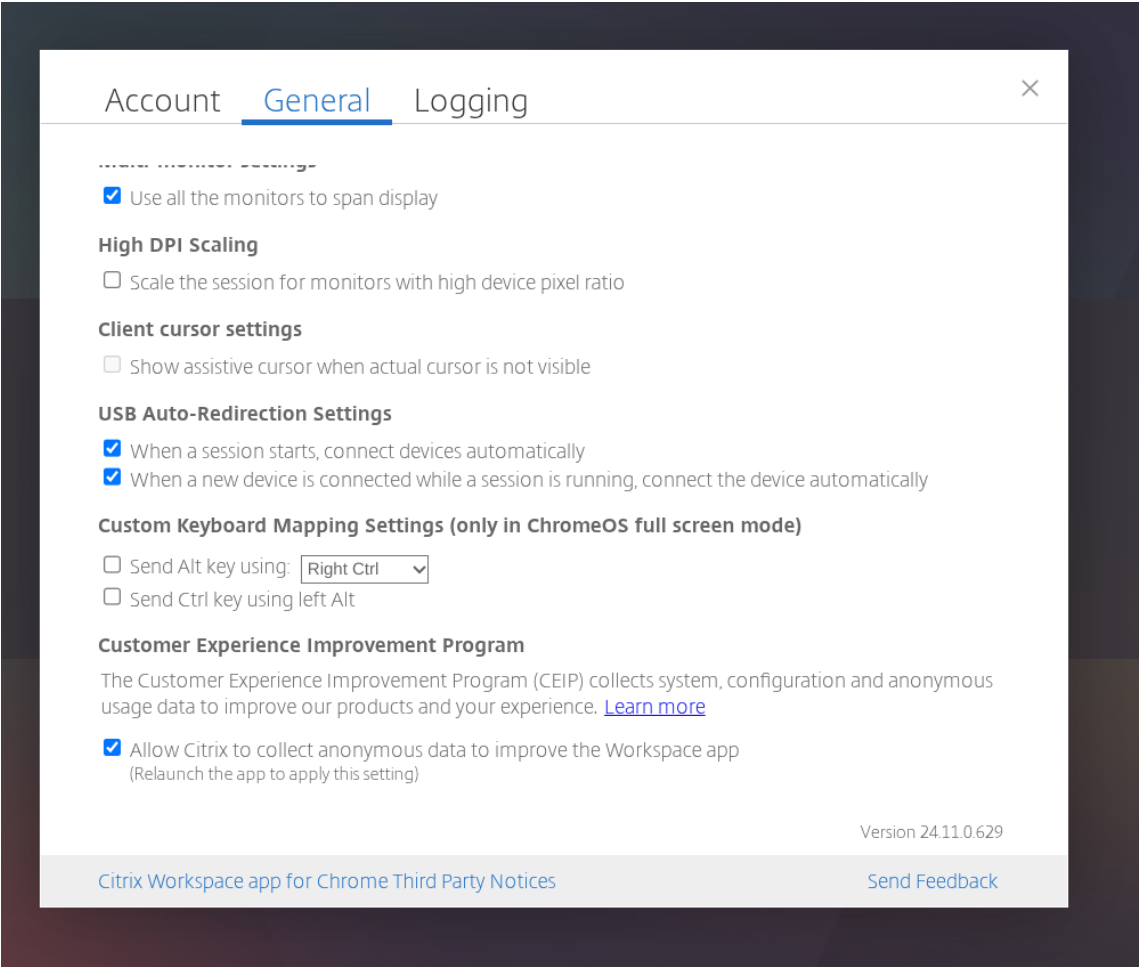 Account General Logging
Multi-monitor settings
Use all the monitors to span display
High DPI Scaling
Scale the session for monitors with high device pixel ratio
Client cursor settings
Show assistive cursor when actual cursor is not visible
USB Auto-Redirection Settings
When a session starts, connect devices automatically
When a new device is connected while a session is running, connect the device automatically
Custom Keyboard Mapping Settings (only in ChromeOS full screen mode)
Send Alt key using: Right Ctrl
Send Ctrl key using left Alt
Customer Experience Improvement Program
The Customer Experience Improvement Program (CEIP) collects system, configuration and anonymous
usage data to improve our products and your experience. Learn more
Allow Citrix to collect anonymous data to improve the Workspace app
(Relaunch the app to apply this setting)
Version 24.11.0.629
Citrix Workspace app for Chrome Third Party Notices Send Feedback